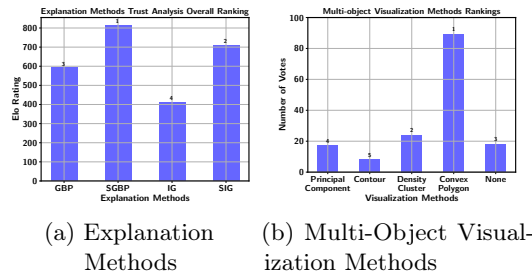 Explanation Methods Trust Analysis Overall Ranking
Elo Rating
800
700
600
500
400
300
200
100
0
3
1
4
2
GBP
SGBP
IG
SIG
Explanation Methods
(a) Explanation
Methods
Multi-object Visualization Methods Rankings
Number of Votes
100
80
60
40
20
0
4
5
2
1
3
Principal
Component
Contour
Density
Cluster
Convex
Polygon
None
Visualization Methods
(b) Multi-Object Visual-
ization Methods